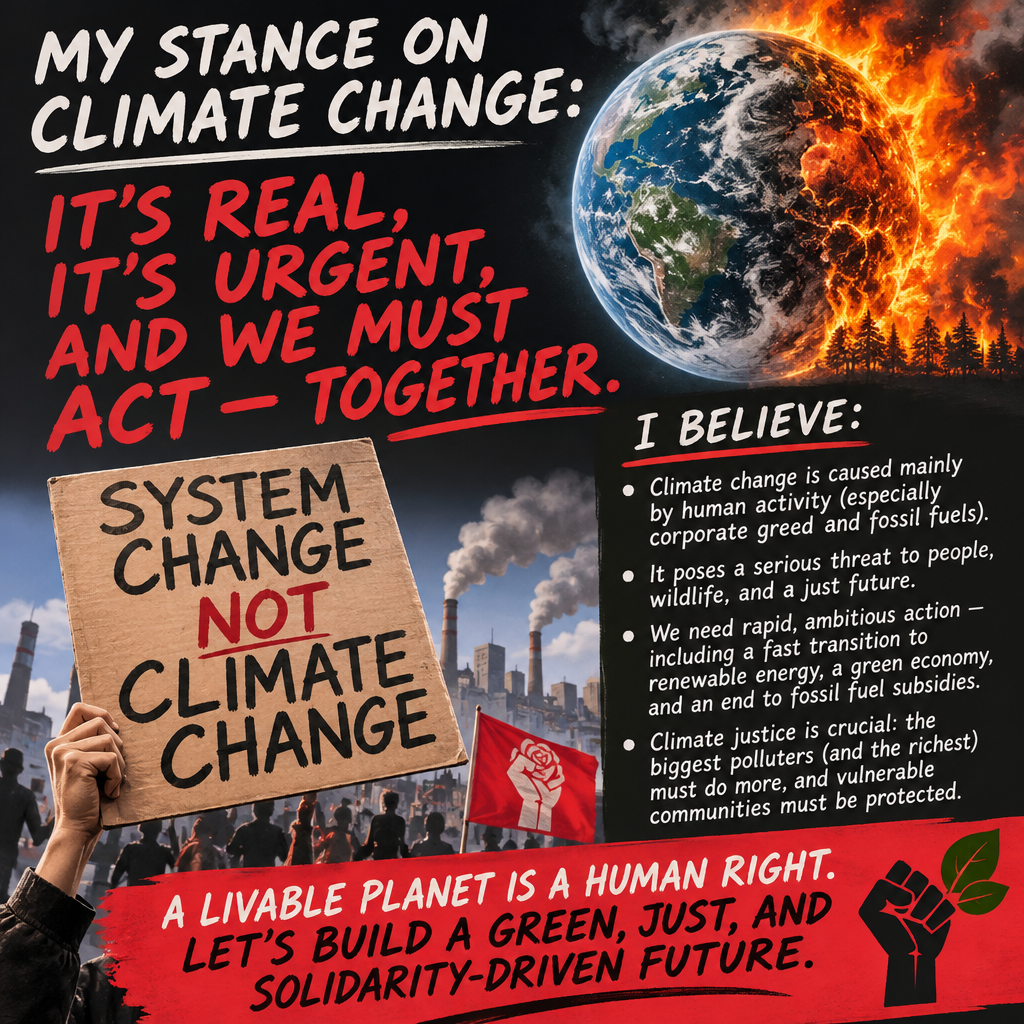 MY STANCE ON
CLIMATE CHANGE:
IT'S REAL,
IT'S URGENT,
AND WE MUST
ACT – TOGETHER.
SYSTEM
CHANGE
NOT
CLIMATE
CHANGE
I BELIEVE:
• Climate change is caused mainly
by human activity (especially
corporate greed and fossil fuels).
• It poses a serious threat to people,
wildlife, and a just future.
• We need rapid, ambitious action –
including a fast transition to
renewable energy, a green economy,
and an end to fossil fuel subsidies.
• Climate justice is crucial: the
biggest polluters (and the richest)
must do more, and vulnerable
communities must be protected.
A LIVABLE PLANET IS A HUMAN RIGHT.
LET'S BUILD A GREEN, JUST, AND
SOLIDARITY-DRIVEN FUTURE.